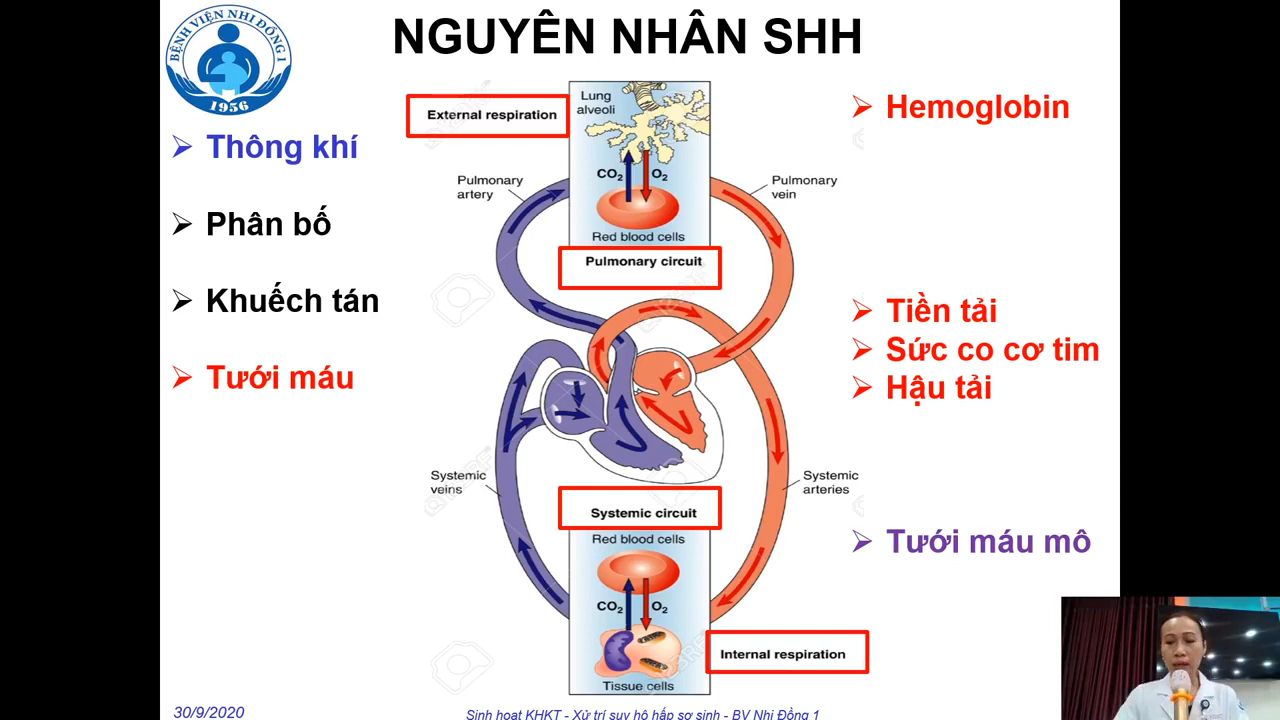 BỆNH VIỆN NHI ĐỒNG 1
1956
NGUYÊN NHÂN SHH
➢ Thông khí
➢ Phân bố
➢ Khuếch tán
➢ Tưới máu
External respiration
Lung
alveoli
CO2
O2
Pulmonary
artery
Pulmonary
vein
Red blood cells
Pulmonary circuit
Systemic
veins
Systemic
arteries
Systemic circuit
Red blood cells
CO2
O2
Tissue cells
Internal respiration
➢ Hemoglobin
➢ Tiền tải
➢ Sức co cơ tim
➢ Hậu tải
➢ Tưới máu mô
30/9/2020
Sinh hoạt KHKT - Xử trí suy hô hấp sơ sinh - BV Nhi Đồng 1